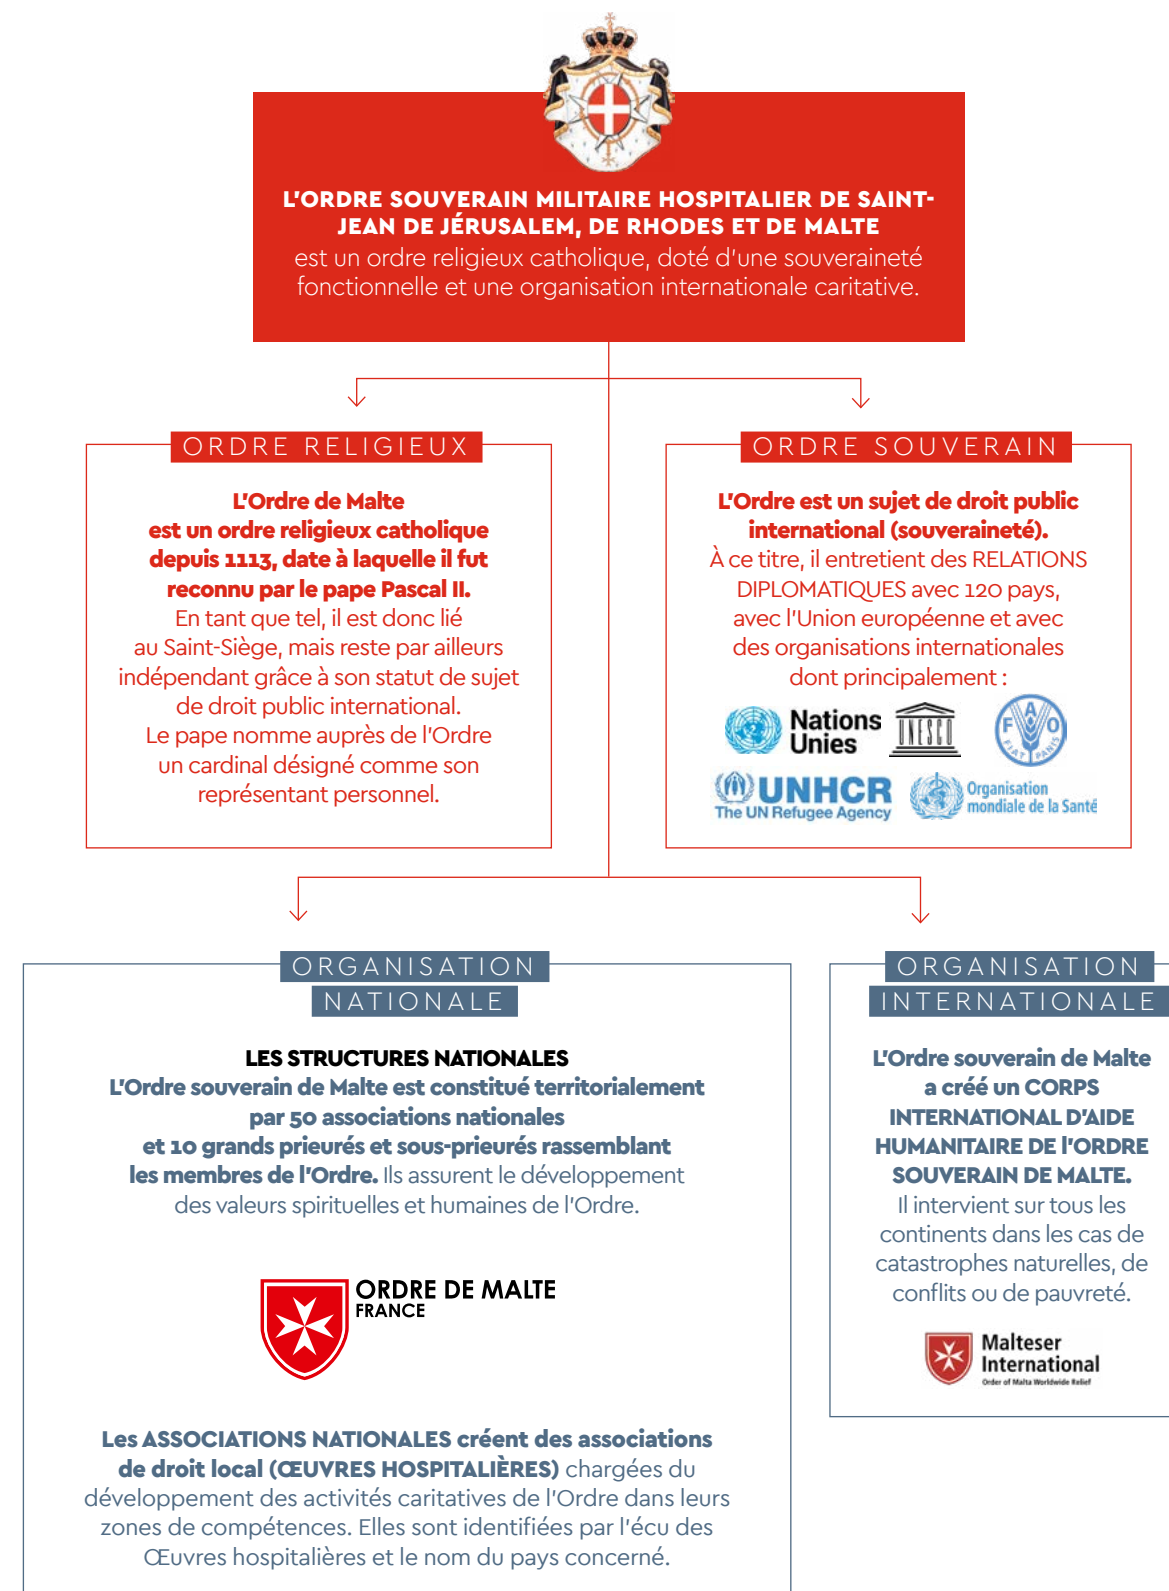 L'ORDRE SOUVERAIN MILITAIRE HOSPITALIER DE SAINT-
JEAN DE JÉRUSALEM, DE RHODES ET DE MALTE
est un ordre religieux catholique, doté d'une souveraineté
fonctionnelle et une organisation internationale caritative.
ORDRE RELIGIEUX
L'Ordre de Malte
est un ordre religieux catholique
depuis 1113, date à laquelle il fut
reconnu par le pape Pascal II.
En tant que tel, il est donc lié
au Saint-Siège, mais reste par ailleurs
indépendant grâce à son statut de sujet
de droit public international.
Le pape nomme auprès de l'Ordre
un cardinal désigné comme son
représentant personnel.
ORDRE SOUVERAIN
L'Ordre est un sujet de droit public
international (souveraineté).
À ce titre, il entretient des RELATIONS
DIPLOMATIQUES avec 120 pays,
avec l'Union européenne et avec
des organisations internationales
dont principalement :
Nations
Unies
UNESCO
FAO
FIAT PANIS
UNHCR
The UN Refugee Agency
Organisation
mondiale de la Santé
ORGANISATION
NATIONALE
LES STRUCTURES NATIONALES
L'Ordre souverain de Malte est constitué territorialement
par 50 associations nationales
et 10 grands prieurés et sous-prieurés rassemblant
les membres de l'Ordre. Ils assurent le développement
des valeurs spirituelles et humaines de l'Ordre.
ORDRE DE MALTE
FRANCE
Les ASSOCIATIONS NATIONALES créent des associations
de droit local (ŒUVRES HOSPITALIÈRES) chargées du
développement des activités caritatives de l'Ordre dans leurs
zones de compétences. Elles sont identifiées par l'écu des
Œuvres hospitalières et le nom du pays concerné.
ORGANISATION
INTERNATIONALE
L'Ordre souverain de Malte
a créé un CORPS
INTERNATIONAL D'AIDE
HUMANITAIRE DE l'ORDRE
SOUVERAIN DE MALTE.
Il intervient sur tous les
continents dans les cas de
catastrophes naturelles, de
conflits ou de pauvreté.
Malteser
International
Order of Malta Worldwide Relief